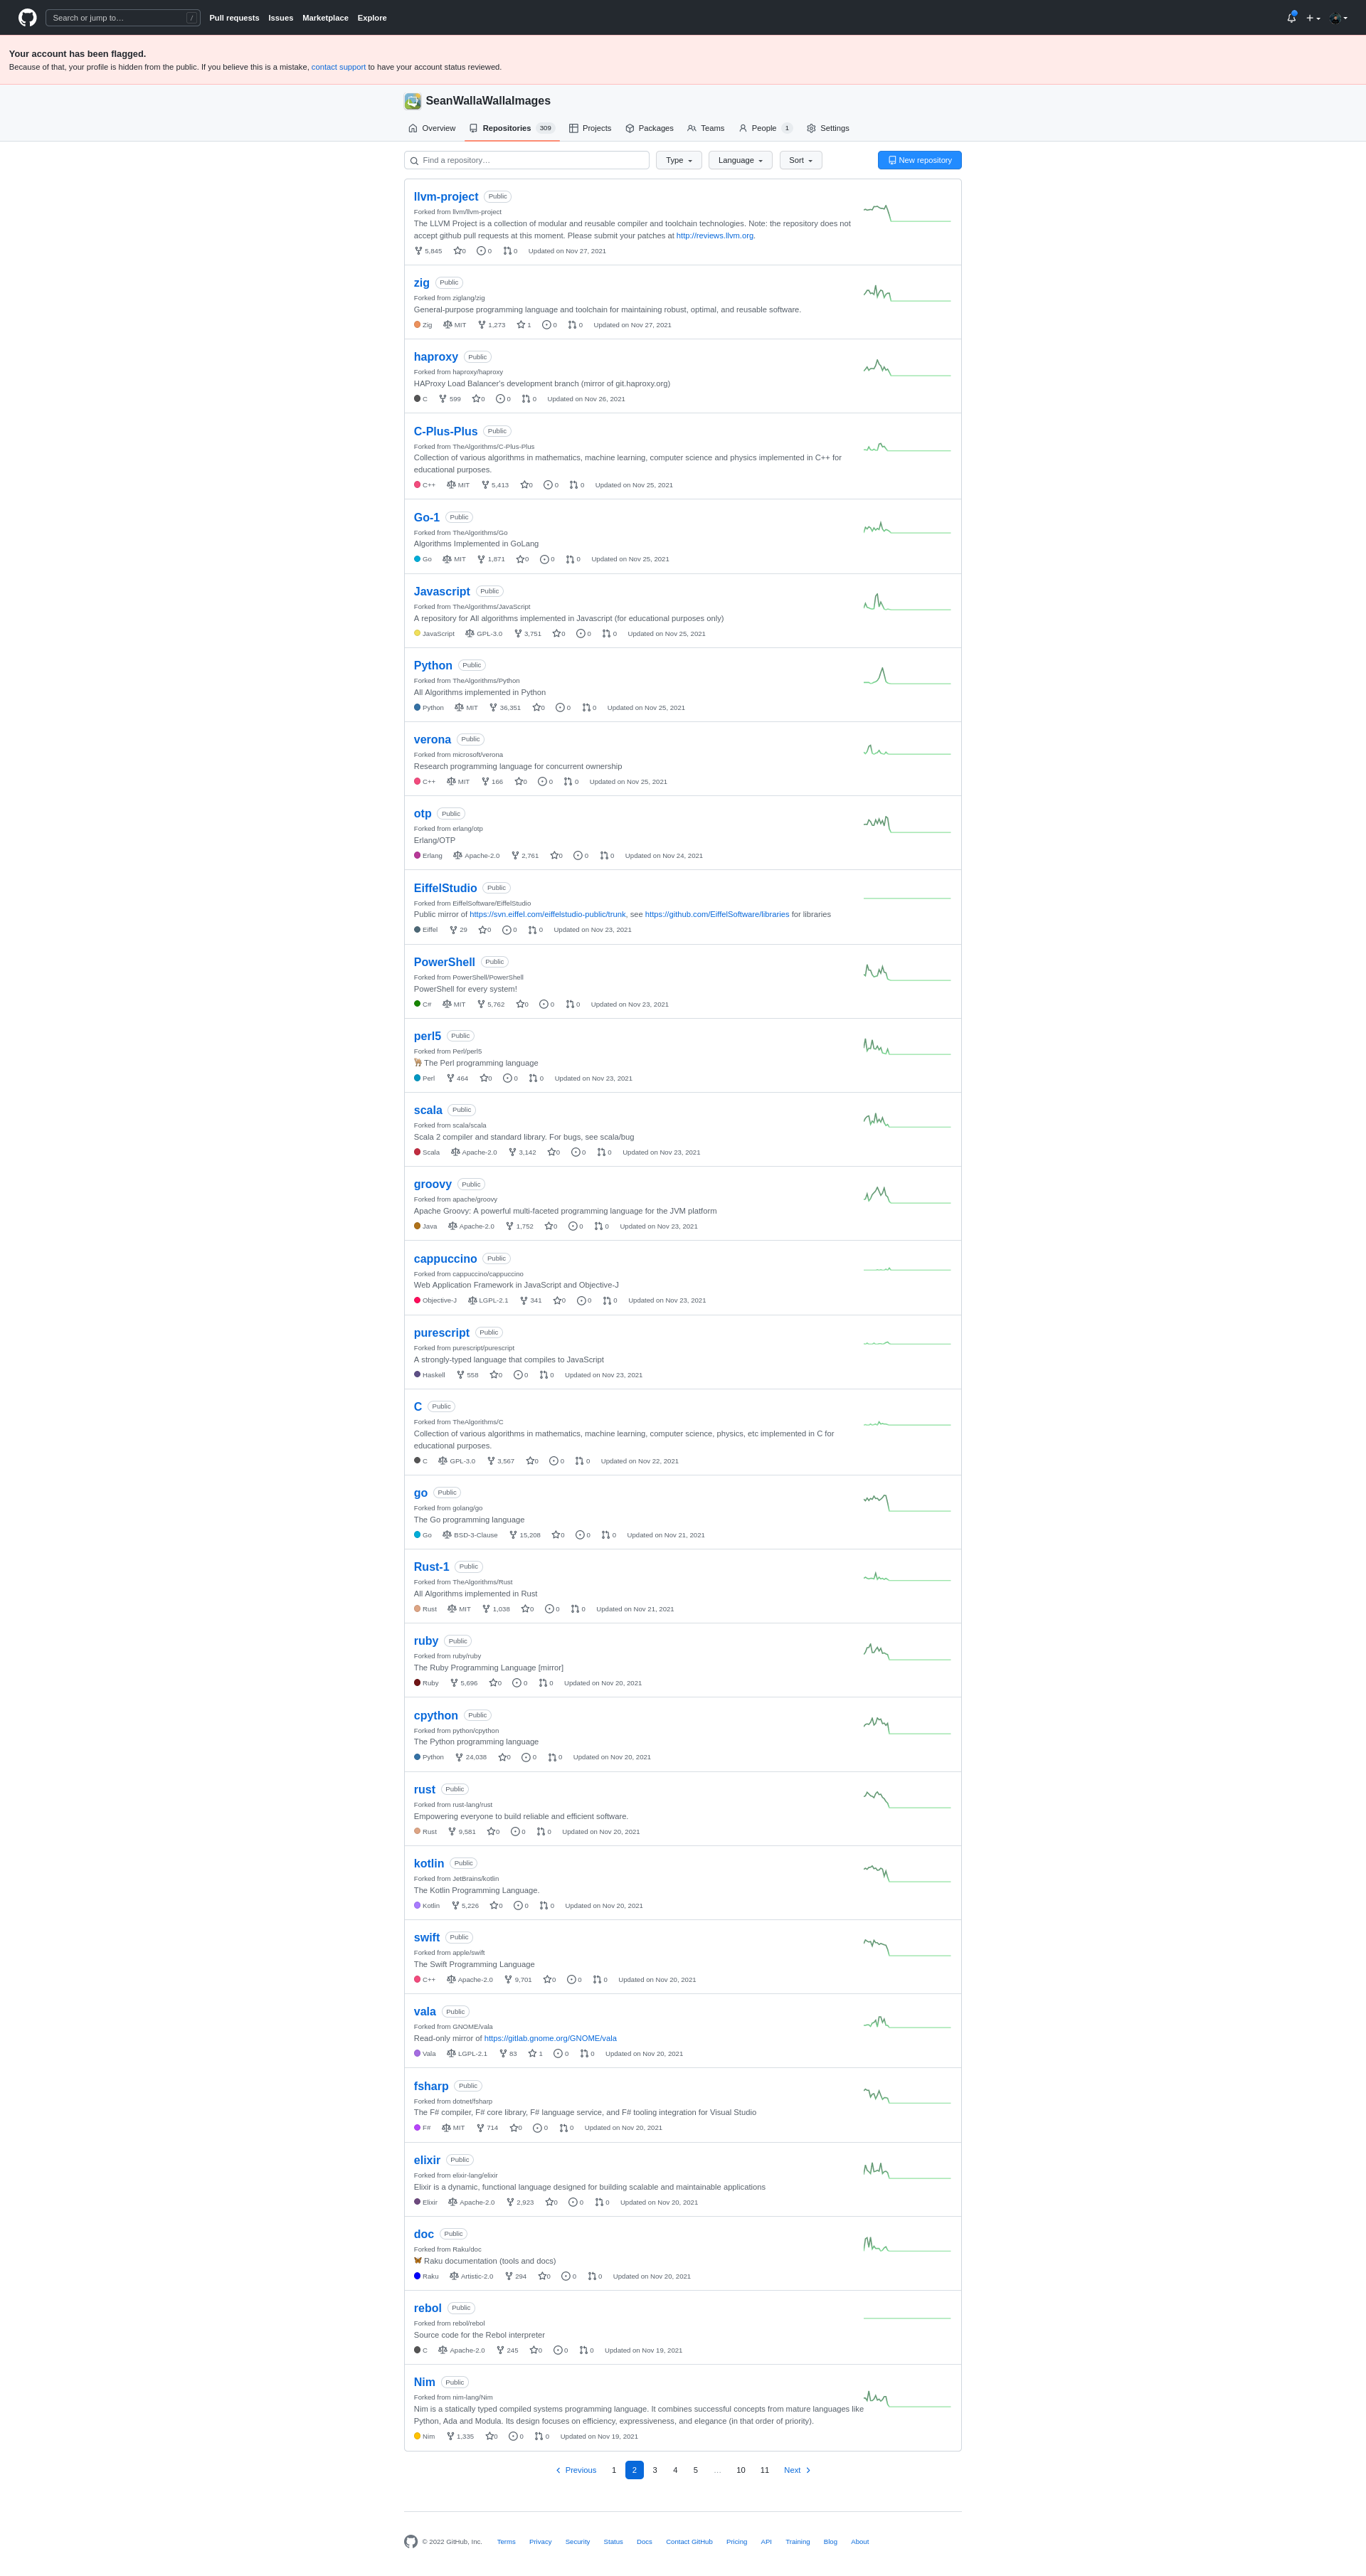 Search or jump to… /
Pull requests Issues Marketplace Explore
Your account has been flagged.
Because of that, your profile is hidden from the public. If you believe this is a mistake, contact support to have your account status reviewed.
SeanWallaWallaImages
Overview Repositories 309 Projects Packages Teams People 1 Settings
Find a repository… Type Language Sort New repository
llvm-project Public
Forked from llvm/llvm-project
The LLVM Project is a collection of modular and reusable compiler and toolchain technologies. Note: the repository does not
accept github pull requests at this moment. Please submit your patches at http://reviews.llvm.org.
5,845 0 0 0 Updated on Nov 27, 2021
zig Public
Forked from ziglang/zig
General-purpose programming language and toolchain for maintaining robust, optimal, and reusable software.
Zig MIT 1,273 1 0 0 Updated on Nov 27, 2021
haproxy Public
Forked from haproxy/haproxy
HAProxy Load Balancer's development branch (mirror of git.haproxy.org)
C 599 0 0 0 Updated on Nov 26, 2021
C-Plus-Plus Public
Forked from TheAlgorithms/C-Plus-Plus
Collection of various algorithms in mathematics, machine learning, computer science and physics implemented in C++ for
educational purposes.
C++ MIT 5,413 0 0 0 Updated on Nov 25, 2021
Go-1 Public
Forked from TheAlgorithms/Go
Algorithms Implemented in GoLang
Go MIT 1,871 0 0 0 Updated on Nov 25, 2021
Javascript Public
Forked from TheAlgorithms/JavaScript
A repository for All algorithms implemented in Javascript (for educational purposes only)
JavaScript GPL-3.0 3,751 0 0 0 Updated on Nov 25, 2021
Python Public
Forked from TheAlgorithms/Python
All Algorithms implemented in Python
Python MIT 36,351 0 0 0 Updated on Nov 25, 2021
verona Public
Forked from microsoft/verona
Research programming language for concurrent ownership
C++ MIT 166 0 0 0 Updated on Nov 25, 2021
otp Public
Forked from erlang/otp
Erlang/OTP
Erlang Apache-2.0 2,761 0 0 0 Updated on Nov 24, 2021
EiffelStudio Public
Forked from EiffelSoftware/EiffelStudio
Public mirror of https://svn.eiffel.com/eiffelstudio-public/trunk, see https://github.com/EiffelSoftware/libraries for libraries
Eiffel 29 0 0 0 Updated on Nov 23, 2021
PowerShell Public
Forked from PowerShell/PowerShell
PowerShell for every system!
C# MIT 5,762 0 0 0 Updated on Nov 23, 2021
perl5 Public
Forked from Perl/perl5
🐫 The Perl programming language
Perl 464 0 0 0 Updated on Nov 23, 2021
scala Public
Forked from scala/scala
Scala 2 compiler and standard library. For bugs, see scala/bug
Scala Apache-2.0 3,142 0 0 0 Updated on Nov 23, 2021
groovy Public
Forked from apache/groovy
Apache Groovy: A powerful multi-faceted programming language for the JVM platform
Java Apache-2.0 1,752 0 0 0 Updated on Nov 23, 2021
cappuccino Public
Forked from cappuccino/cappuccino
Web Application Framework in JavaScript and Objective-J
Objective-J LGPL-2.1 341 0 0 0 Updated on Nov 23, 2021
purescript Public
Forked from purescript/purescript
A strongly-typed language that compiles to JavaScript
Haskell 558 0 0 0 Updated on Nov 23, 2021
C Public
Forked from TheAlgorithms/C
Collection of various algorithms in mathematics, machine learning, computer science, physics, etc implemented in C for
educational purposes.
C GPL-3.0 3,567 0 0 0 Updated on Nov 22, 2021
go Public
Forked from golang/go
The Go programming language
Go BSD-3-Clause 15,208 0 0 0 Updated on Nov 21, 2021
Rust-1 Public
Forked from TheAlgorithms/Rust
All Algorithms implemented in Rust
Rust MIT 1,038 0 0 0 Updated on Nov 21, 2021
ruby Public
Forked from ruby/ruby
The Ruby Programming Language [mirror]
Ruby 5,696 0 0 0 Updated on Nov 20, 2021
cpython Public
Forked from python/cpython
The Python programming language
Python 24,038 0 0 0 Updated on Nov 20, 2021
rust Public
Forked from rust-lang/rust
Empowering everyone to build reliable and efficient software.
Rust 9,581 0 0 0 Updated on Nov 20, 2021
kotlin Public
Forked from JetBrains/kotlin
The Kotlin Programming Language.
Kotlin 5,226 0 0 0 Updated on Nov 20, 2021
swift Public
Forked from apple/swift
The Swift Programming Language
C++ Apache-2.0 9,701 0 0 0 Updated on Nov 20, 2021
vala Public
Forked from GNOME/vala
Read-only mirror of https://gitlab.gnome.org/GNOME/vala
Vala LGPL-2.1 83 1 0 0 Updated on Nov 20, 2021
fsharp Public
Forked from dotnet/fsharp
The F# compiler, F# core library, F# language service, and F# tooling integration for Visual Studio
F# MIT 714 0 0 0 Updated on Nov 20, 2021
elixir Public
Forked from elixir-lang/elixir
Elixir is a dynamic, functional language designed for building scalable and maintainable applications
Elixir Apache-2.0 2,923 0 0 0 Updated on Nov 20, 2021
doc Public
Forked from Raku/doc
🦋 Raku documentation (tools and docs)
Raku Artistic-2.0 294 0 0 0 Updated on Nov 20, 2021
rebol Public
Forked from rebol/rebol
Source code for the Rebol interpreter
C Apache-2.0 245 0 0 0 Updated on Nov 19, 2021
Nim Public
Forked from nim-lang/Nim
Nim is a statically typed compiled systems programming language. It combines successful concepts from mature languages like
Python, Ada and Modula. Its design focuses on efficiency, expressiveness, and elegance (in that order of priority).
Nim 1,335 0 0 0 Updated on Nov 19, 2021
Previous 1 2 3 4 5 … 10 11 Next
© 2022 GitHub, Inc. Terms Privacy Security Status Docs Contact GitHub Pricing API Training Blog About